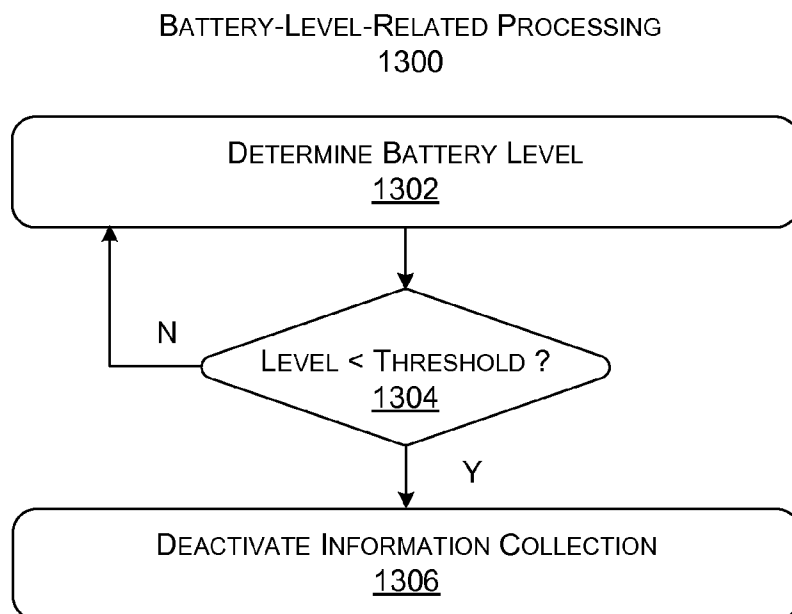 BATTERY-LEVEL-RELATED PROCESSING
1300
DETERMINE BATTERY LEVEL
1302
N
LEVEL < THRESHOLD ?
1304
Y
DEACTIVATE INFORMATION COLLECTION
1306